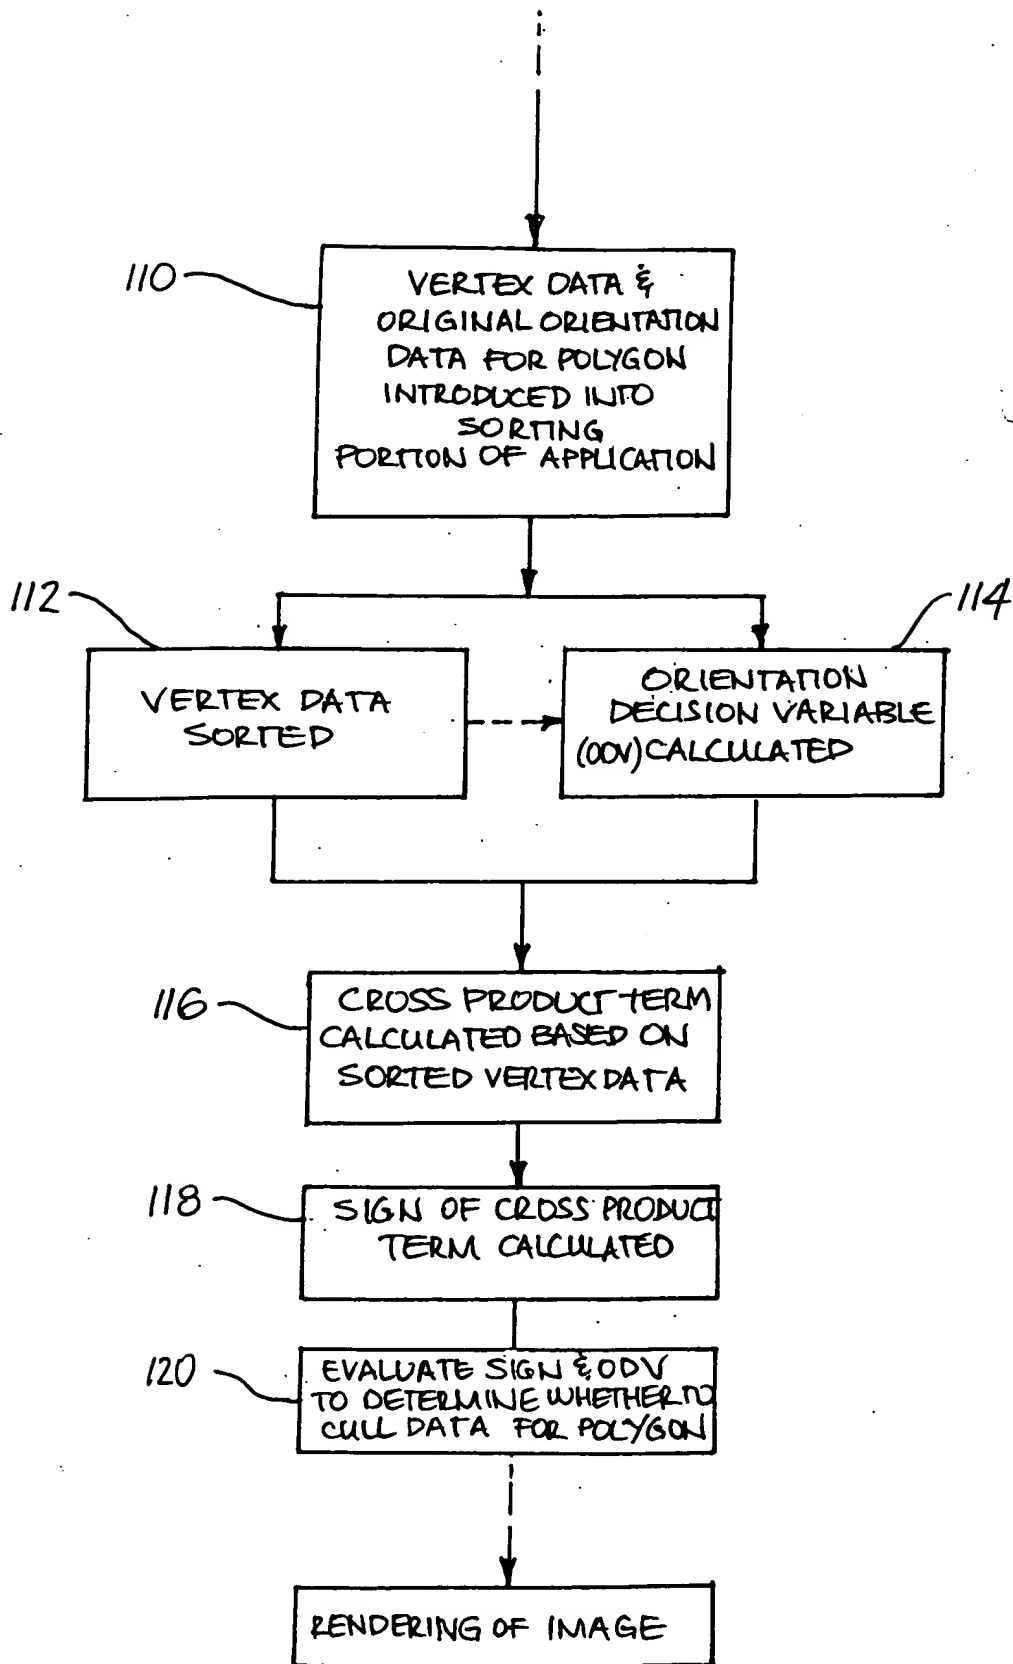 110
VERTEX DATA &
ORIGINAL ORIENTATION
DATA FOR POLYGON
INTRODUCED INTO
SORTING
PORTION OF APPLICATION
112
VERTEX DATA
SORTED
114
ORIENTATION
DECISION VARIABLE
(ODV) CALCULATED
116
CROSS PRODUCT TERM
CALCULATED BASED ON
SORTED VERTEX DATA
118
SIGN OF CROSS PRODUCT
TERM CALCULATED
120
EVALUATE SIGN & ODV
TO DETERMINE WHETHER TO
CULL DATA FOR POLYGON
RENDERING OF IMAGE